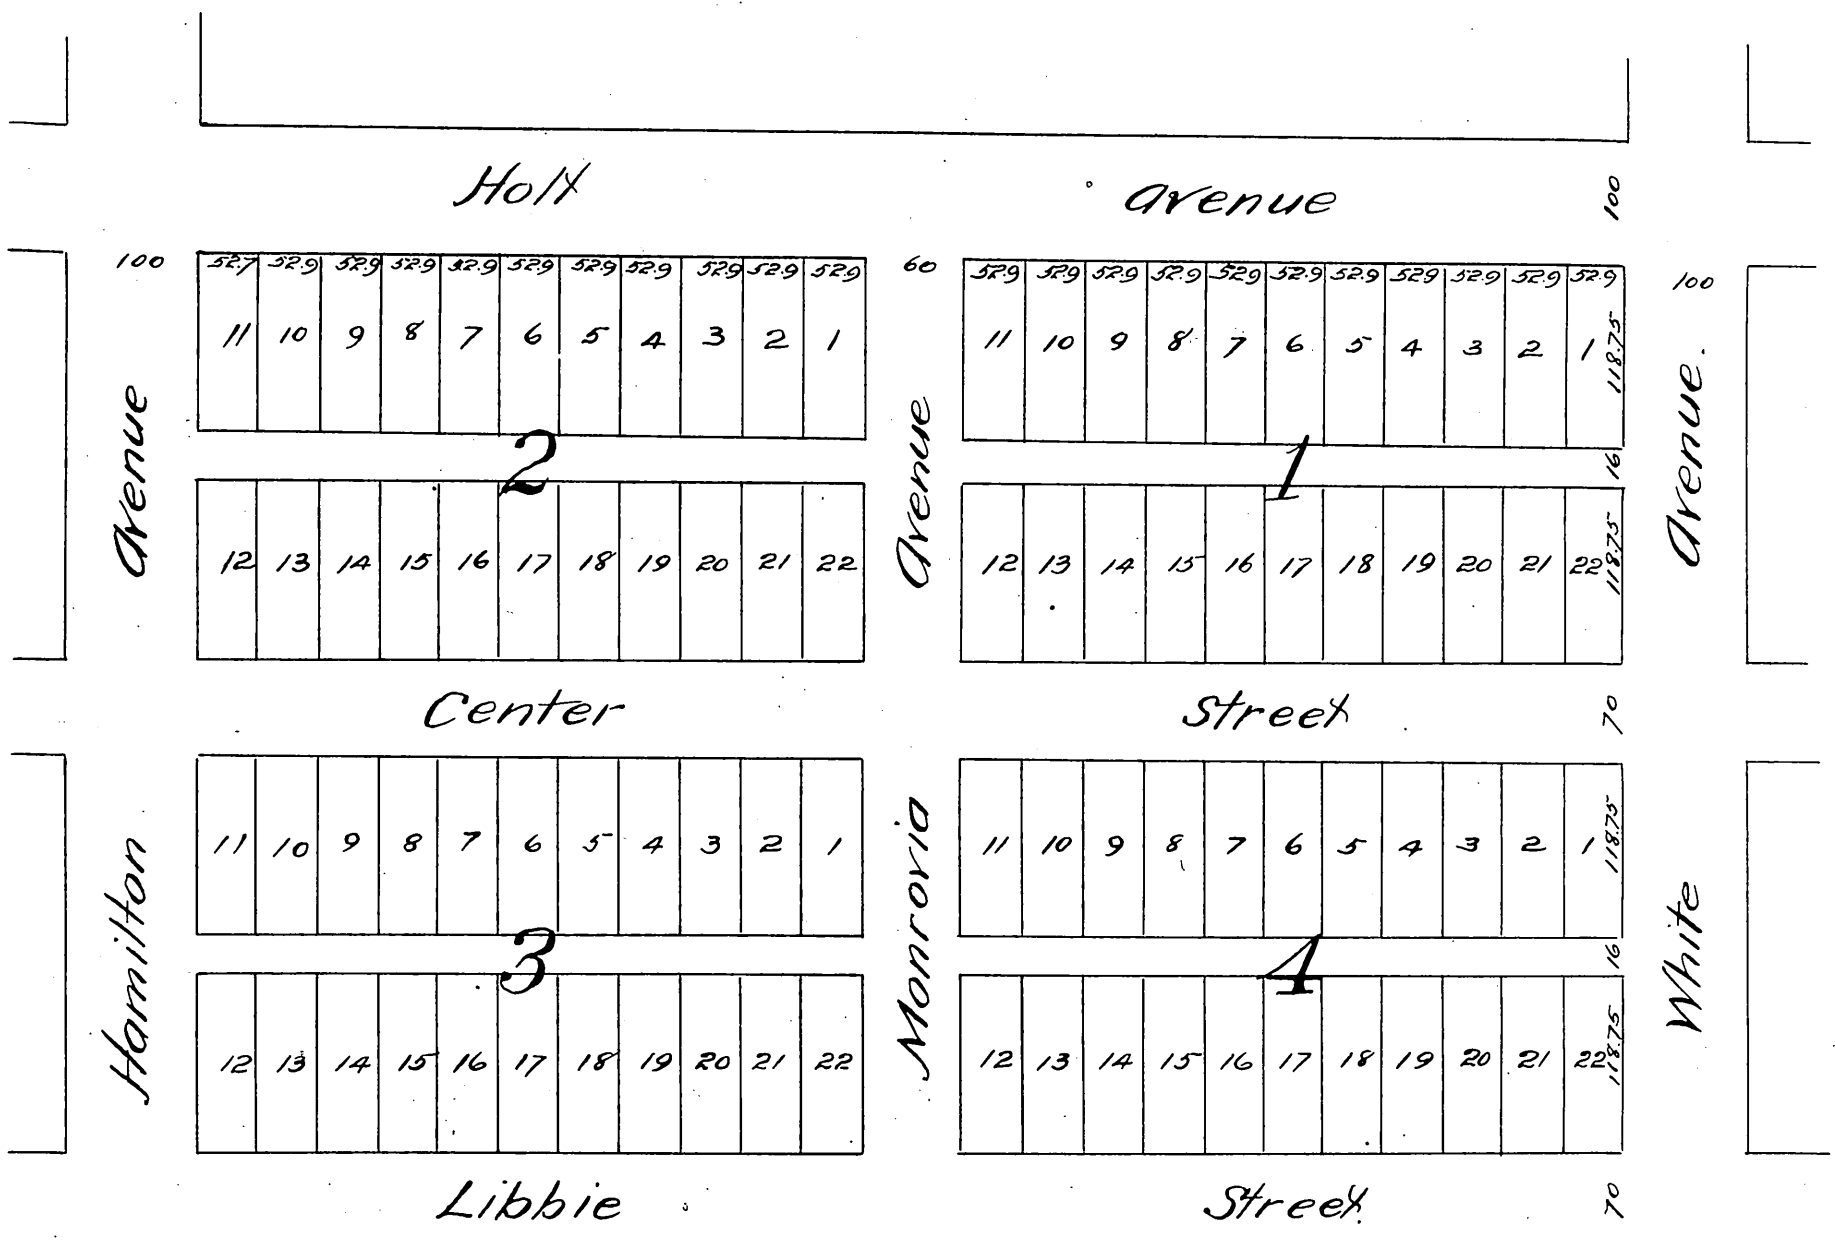 Holt Avenue 100
100 52.7 52.9 52.9 52.9 52.9 52.9 52.9 52.9 52.9 52.9 52.9 60 52.9 52.9 52.9 52.9 52.9 52.9 52.9 52.9 52.9 52.9 52.9 100
11 10 9 8 7 6 5 4 3 2 1 11 10 9 8 7 6 5 4 3 2 1 118.75
2 1 16
12 13 14 15 16 17 18 19 20 21 22 12 13 14 15 16 17 18 19 20 21 22 118.75
Center Street 70
11 10 9 8 7 6 5 4 3 2 1 11 10 9 8 7 6 5 4 3 2 1 118.75
3 4 16
12 13 14 15 16 17 18 19 20 21 22 12 13 14 15 16 17 18 19 20 21 22 118.75
Libbie Street 70
Hamilton Avenue
Monrovia Avenue
White Avenue.